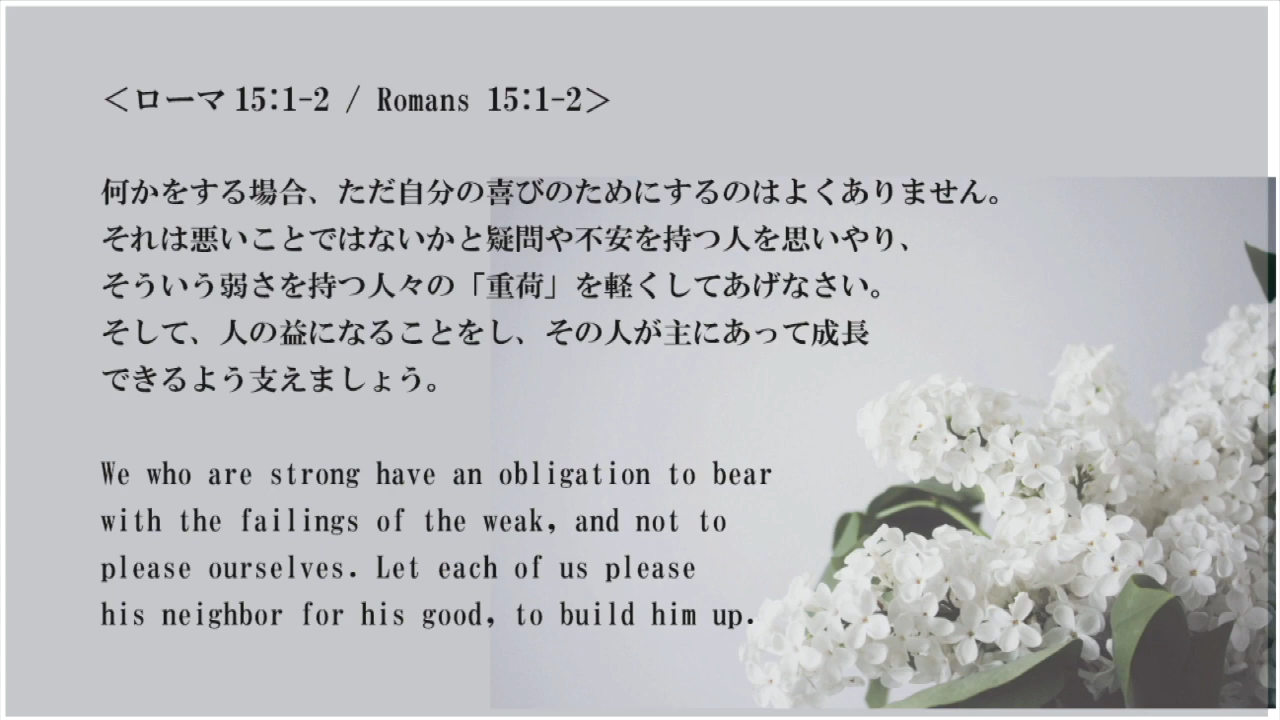 ＜ローマ 15:1-2 / Romans 15:1-2＞
何かをする場合、ただ自分の喜びのためにするのはよくありません。
それは悪いことではないかと疑問や不安を持つ人を思いやり、
そういう弱さを持つ人々の「重荷」を軽くしてあげなさい。
そして、人の益になることをし、その人が主にあって成長
できるよう支えましょう。
We who are strong have an obligation to bear
with the failings of the weak, and not to
please ourselves. Let each of us please
his neighbor for his good, to build him up.